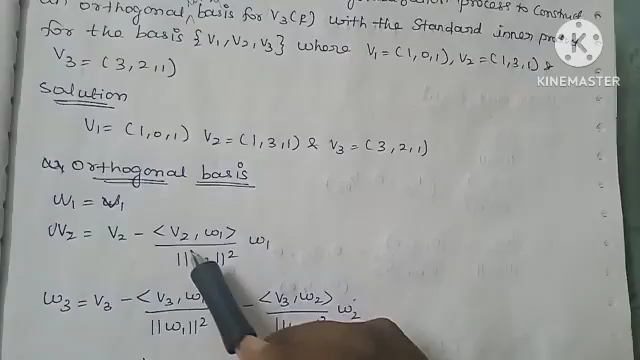 an orthogonal basis for V3(R) with the standard inner pro
for the basis {V1, V2, V3} where V1 = (1,0,1), V2 = (1,3,1) &
V3 = (3,2,1)
KINEMASTER
Solution
V1 = (1,0,1) V2 = (1,3,1) & V3 = (3,2,1)
as orthogonal basis
W1 = V1
W2 = V2 - <V2, W1> / ||W1||² W1
W3 = V3 - <V3, W1 / ||W1||² - <V3, W2> / || ||² W2